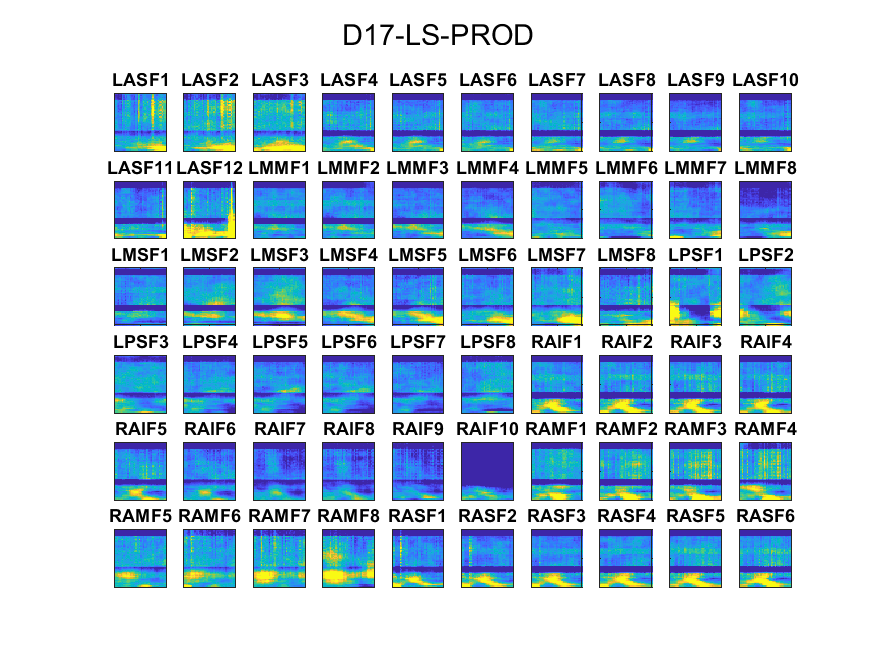 D17-LS-PROD
LASF1 LASF2 LASF3 LASF4 LASF5 LASF6 LASF7 LASF8 LASF9 LASF10
LASF11 LASF12 LMMF1 LMMF2 LMMF3 LMMF4 LMMF5 LMMF6 LMMF7 LMMF8
LMSF1 LMSF2 LMSF3 LMSF4 LMSF5 LMSF6 LMSF7 LMSF8 LPSF1 LPSF2
LPSF3 LPSF4 LPSF5 LPSF6 LPSF7 LPSF8 RAIF1 RAIF2 RAIF3 RAIF4
RAIF5 RAIF6 RAIF7 RAIF8 RAIF9 RAIF10 RAMF1 RAMF2 RAMF3 RAMF4
RAMF5 RAMF6 RAMF7 RAMF8 RASF1 RASF2 RASF3 RASF4 RASF5 RASF6